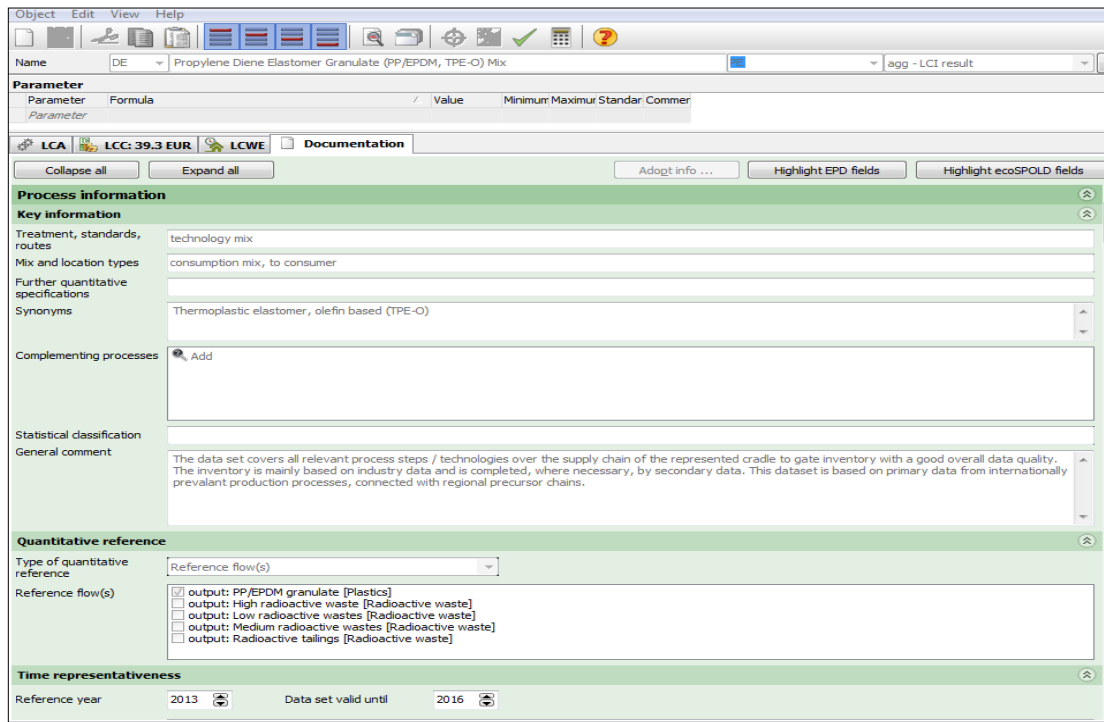 Object Edit View Help
Name DE Propylene Diene Elastomer Granulate (PP/EPDM, TPE-O) Mix agg - LCI result
Parameter
Parameter Formula Value Minimum Maximur Standar Commer
Parameter
LCA LCC: 39.3 EUR LCWE Documentation
Collapse all Expand all Adopt info ... Highlight EPD fields Highlight ecoSPOLD fields
Process information
Key information
Treatment, standards, routes
technology mix
Mix and location types consumption mix, to consumer
Further quantitative specifications
Synonyms Thermoplastic elastomer, olefin based (TPE-O)
Complementing processes Add
Statistical classification
General comment
The data set covers all relevant process steps / technologies over the supply chain of the represented cradle to gate inventory with a good overall data quality.
The inventory is mainly based on industry data and is completed, where necessary, by secondary data. This dataset is based on primary data from internationally
prevalant production processes, connected with regional precursor chains.
Quantitative reference
Type of quantitative reference
Reference flow(s)
Reference flow(s) output: PP/EPDM granulate [Plastics]
output: High radioactive waste [Radioactive waste]
output: Low radioactive wastes [Radioactive waste]
output: Medium radioactive wastes [Radioactive waste]
output: Radioactive tailings [Radioactive waste]
Time representativeness
Reference year 2013 Data set valid until 2016